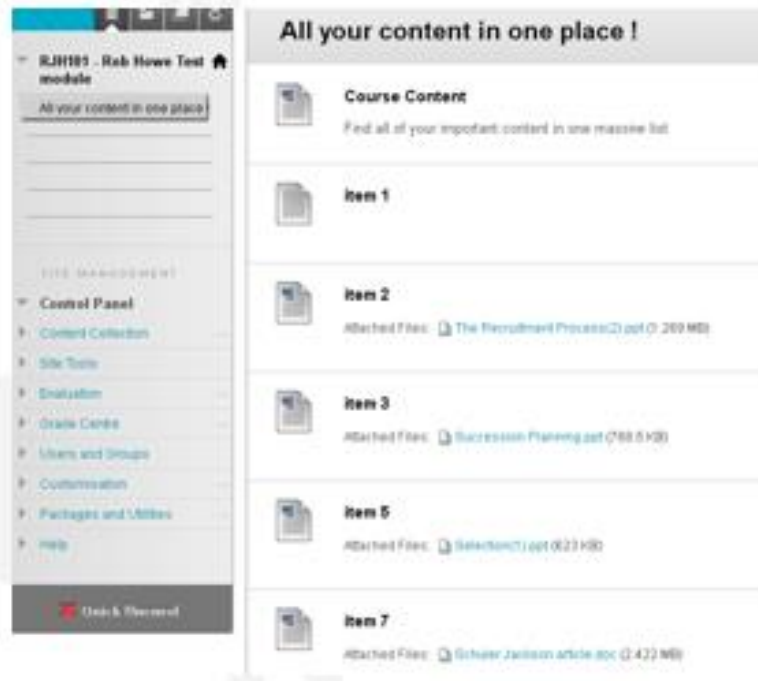 RJH101 - Rob Howe Test
module
All your content in one place
SITE MANAGEMENT
Control Panel
Content Collection
Site Tools
Evaluation
Grade Centre
Users and Groups
Customisation
Packages and Utilities
Help
Quick Unenrol
All your content in one place !
Course Content
Find all of your important content in one massive list
item 1
item 2
Attached Files: The Recruitment Process(2).ppt (1.269 MB)
item 3
Attached Files: Succession Planning.ppt (768.5 KB)
item 5
Attached Files: Selection(1).ppt (623 KB)
item 7
Attached Files: Schuler Jackson article.doc (2.422 MB)